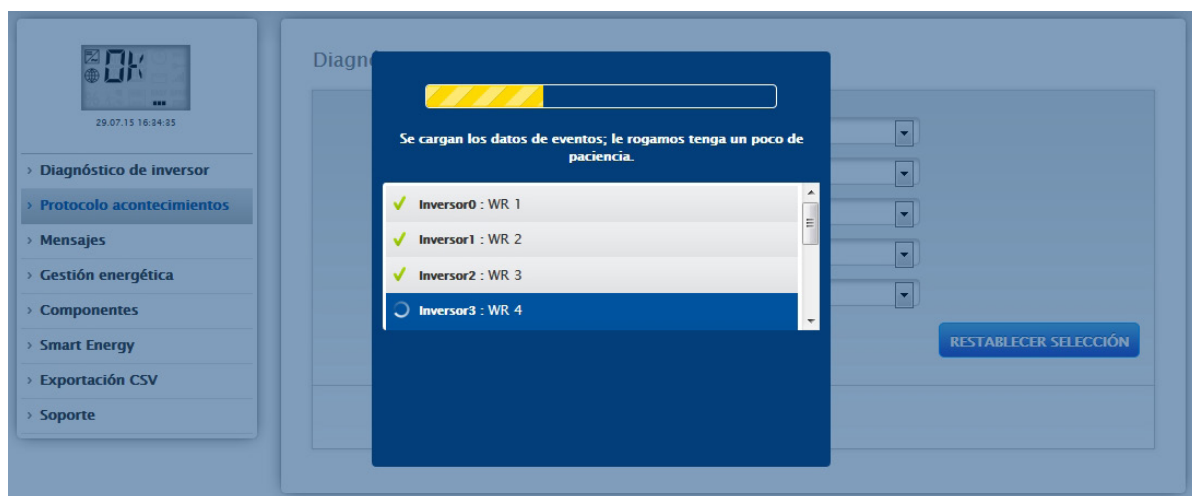 OK
29.07.15 16:34:35
› Diagnóstico de inversor
› Protocolo acontecimientos
› Mensajes
› Gestión energética
› Componentes
› Smart Energy
› Exportación CSV
› Soporte
Diagnó
Se cargan los datos de eventos; le rogamos tenga un poco de
paciencia.
Inversor0 : WR 1
Inversor1 : WR 2
Inversor2 : WR 3
Inversor3 : WR 4
RESTABLECER SELECCIÓN